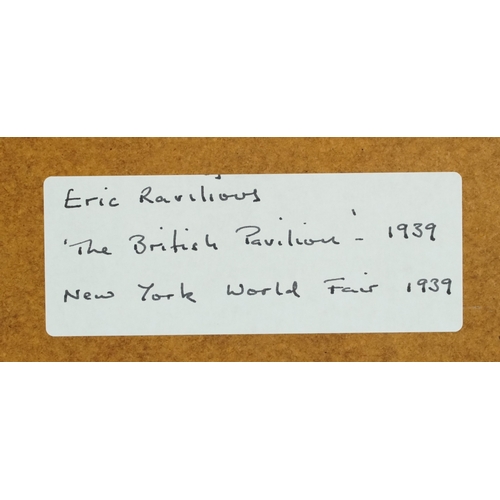 Eric Ravilious
'The British Pavilion' - 1939
New York World Fair 1939